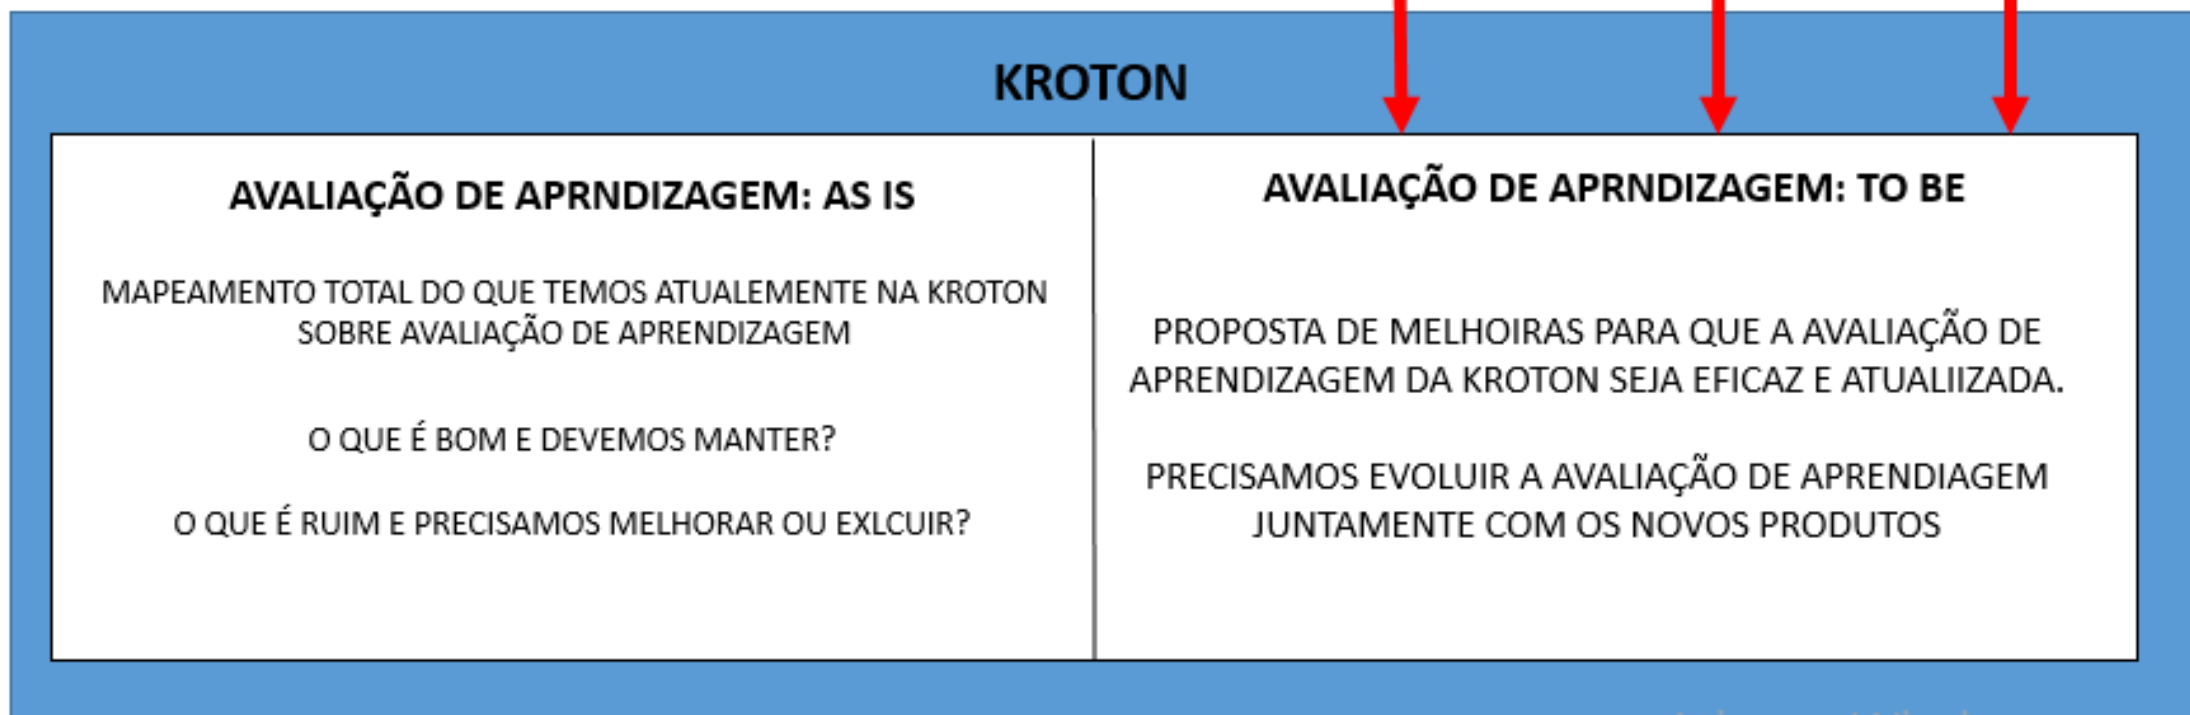 KROTON
AVALIAÇÃO DE APRNDIZAGEM: AS IS
MAPEAMENTO TOTAL DO QUE TEMOS ATUALEMENTE NA KROTON
SOBRE AVALIAÇÃO DE APRENDIZAGEM
O QUE É BOM E DEVEMOS MANTER?
O QUE É RUIM E PRECISAMOS MELHORAR OU EXLCUIR?
AVALIAÇÃO DE APRNDIZAGEM: TO BE
PROPOSTA DE MELHOIRAS PARA QUE A AVALIAÇÃO DE
APRENDIZAGEM DA KROTON SEJA EFICAZ E ATUALIIZADA.
PRECISAMOS EVOLUIR A AVALIAÇÃO DE APRENDIAGEM
JUNTAMENTE COM OS NOVOS PRODUTOS